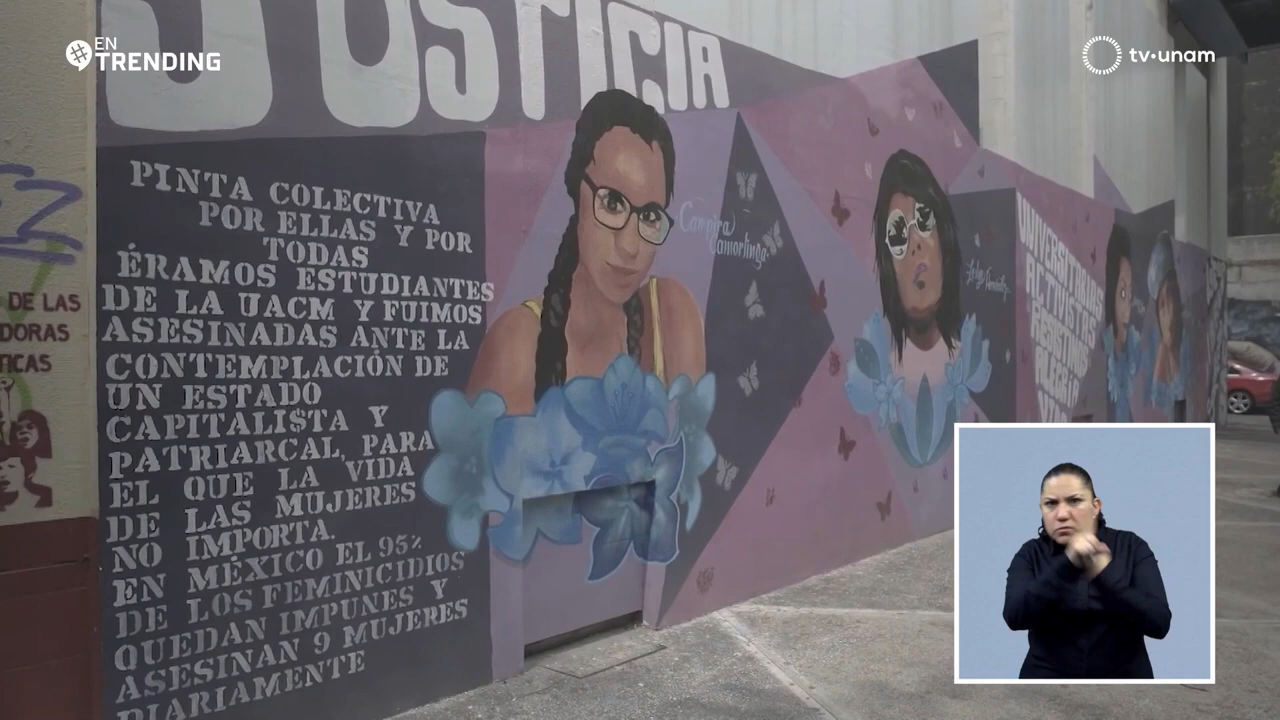 EN
TRENDING
tv·unam
JUSTICIA
PINTA COLECTIVA
POR ELLAS Y POR
TODAS
ÉRAMOS ESTUDIANTES
DE LA UACM Y FUIMOS
ASESINADAS ANTE LA
CONTEMPLACIÓN DE
UN ESTADO
CAPITALISTA Y
PATRIARCAL, PARA
EL QUE LA VIDA
DE LAS MUJERES
NO IMPORTA.
EN MÉXICO EL 95%
DE LOS FEMINICIDIOS
QUEDAN IMPUNES Y
ASESINAN 9 MUJERES
DIARIAMENTE
DE LAS
DORAS
TICAS
Campira
Camorlinga
ACTIVISTAS